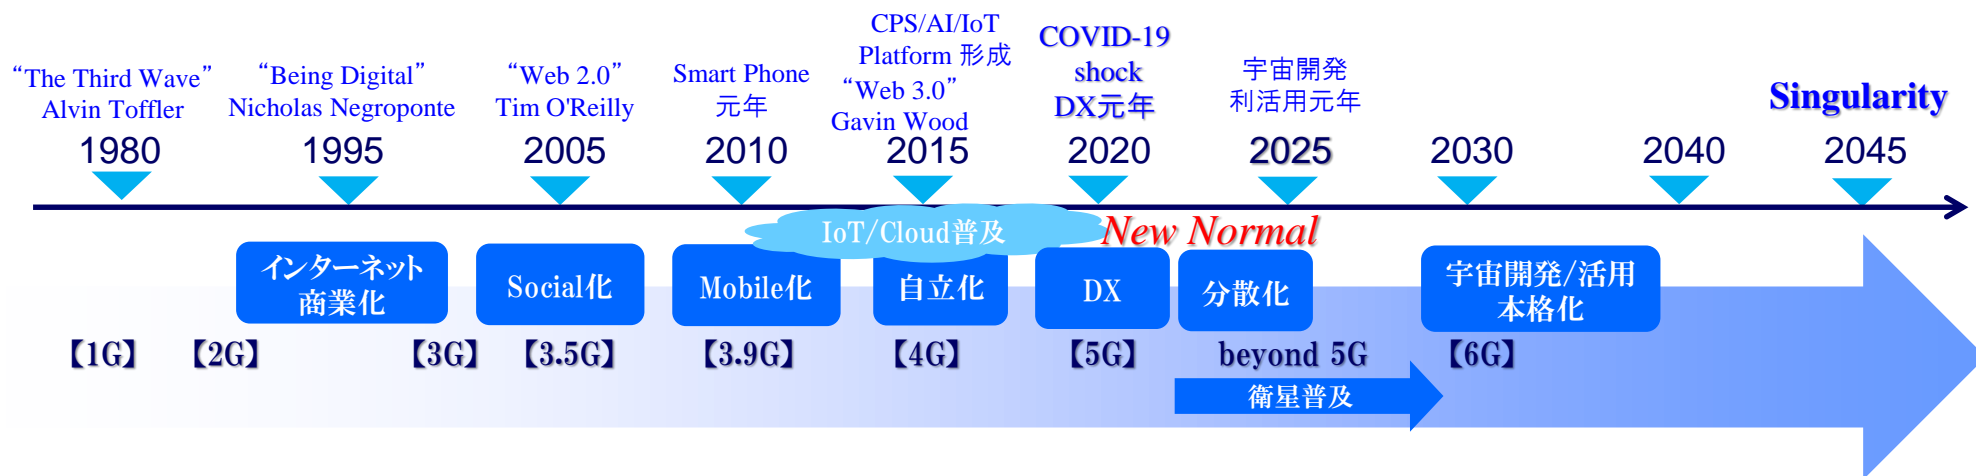 “The Third Wave”
Alvin Toffler
1980
“Being Digital”
Nicholas Negroponte
1995
“Web 2.0”
Tim O'Reilly
2005
Smart Phone
元年
2010
CPS/AI/IoT
Platform 形成
“Web 3.0”
Gavin Wood
2015
COVID-19
shock
DX元年
2020
宇宙開発
利活用元年
2025
2030
2040
Singularity
2045
IoT/Cloud普及
New Normal
インターネット
商業化
Social化
Mobile化
自立化
DX
分散化
宇宙開発/活用
本格化
【1G】
【2G】
【3G】
【3.5G】
【3.9G】
【4G】
【5G】
beyond 5G
【6G】
衛星普及